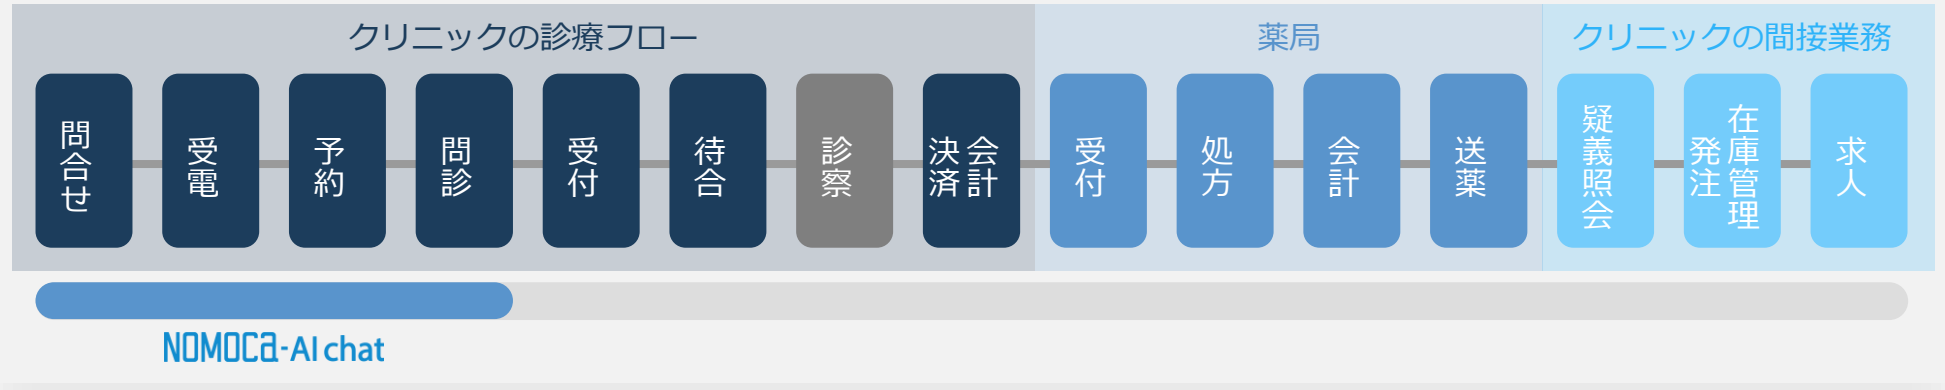 クリニックの診療フロー
薬局
クリニックの間接業務
問合せ
受電
予約
問診
受付
待合
診察
会計
決済
受付
処方
会計
送薬
疑義照会
在庫管理
発注
求人
NOMOCa-AI chat